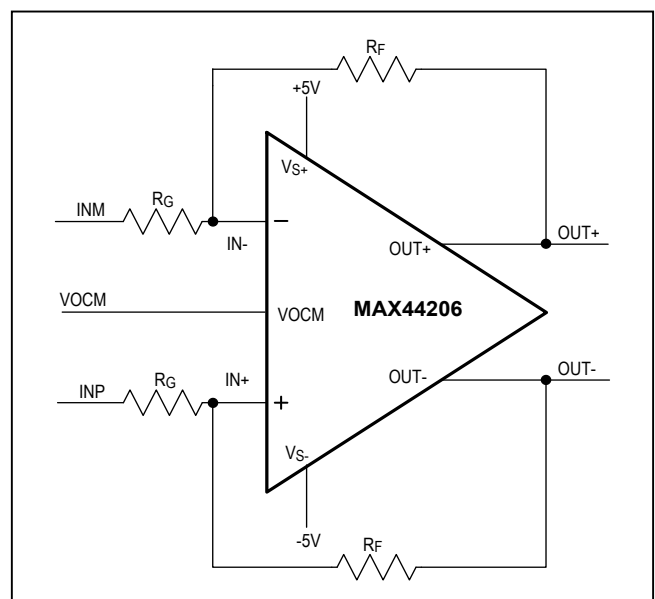 RF
+5V
VS+
INM
RG
−
IN-
OUT+
OUT+
VOCM
VOCM
MAX44206
INP
RG
IN+
+
OUT-
OUT-
VS-
-5V
RF